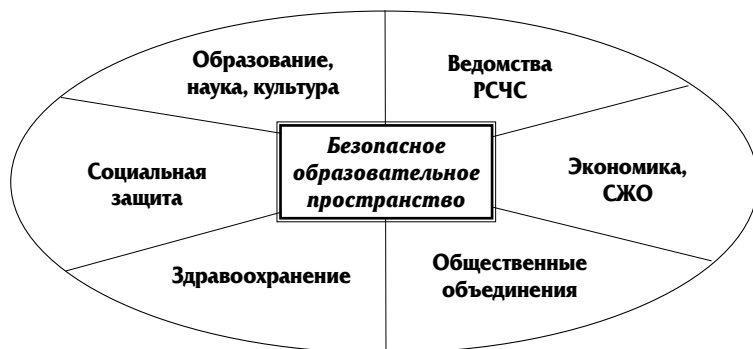 Образование,
наука, культура
Ведомства
РСЧС
Социальная
защита
Безопасное
образовательное
пространство
Экономика,
СЖО
Здравоохранение
Общественные
объединения